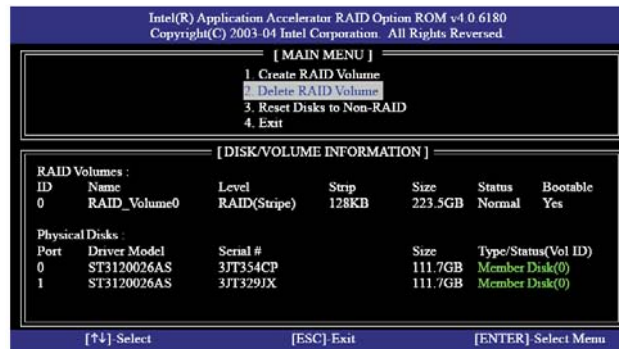 Intel(R) Application Accelerator RAID Option ROM v4.0.6180
Copyright(C) 2003-04 Intel Corporation. All Rights Reversed.
[ MAIN MENU ]
1. Create RAID Volume
2. Delete RAID Volume
3. Reset Disks to Non-RAID
4. Exit
[ DISK/VOLUME INFORMATION ]
RAID Volumes :
ID Name Level Strip Size Status Bootable
0 RAID_Volume0 RAID(Stripe) 128KB 223.5GB Normal Yes
Physical Disks :
Port Driver Model Serial # Size Type/Status(Vol ID)
0 ST3120026AS 3JT354CP 111.7GB Member Disk(0)
1 ST3120026AS 3JT329JX 111.7GB Member Disk(0)
[↑↓]-Select [ESC]-Exit [ENTER]-Select Menu